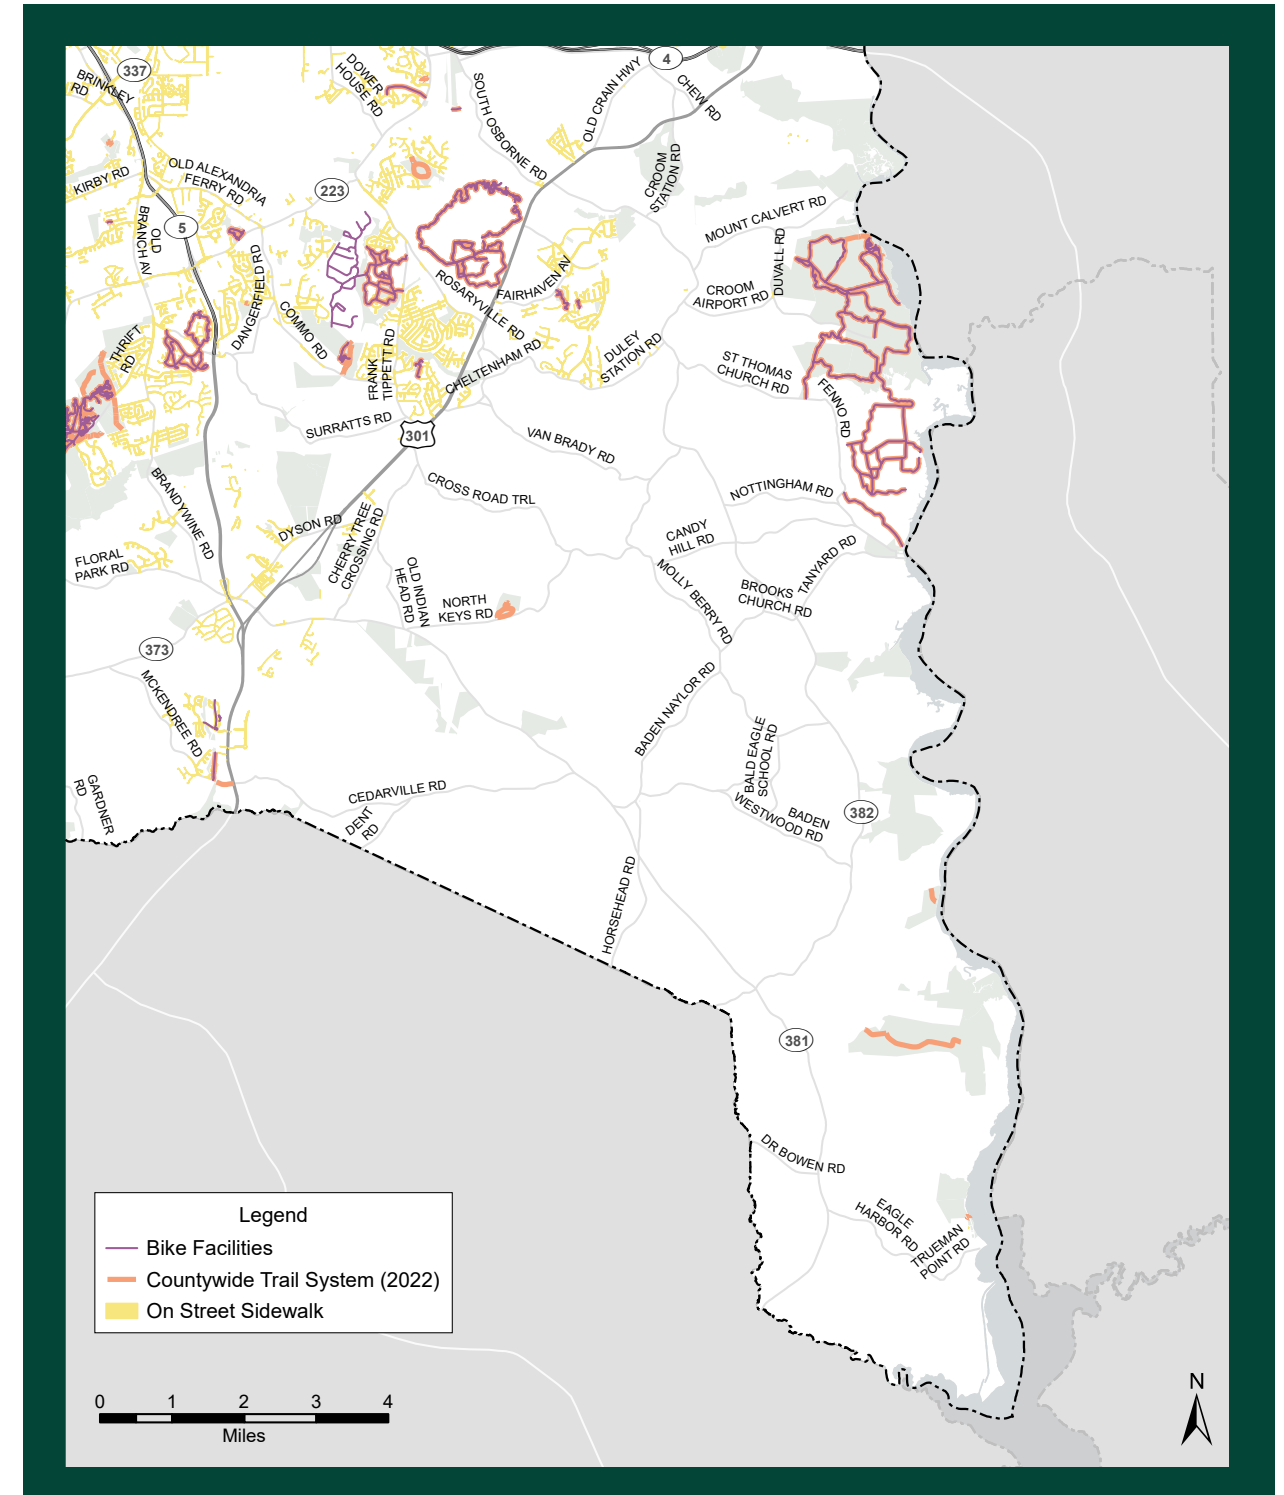 337
BRINKLEY
RD
DOWER
HOUSE RD
SOUTH OSBORNE RD
OLD CRAIN HWY
4
CHEW RD
KIRBY RD
OLD ALEXANDRIA
FERRY RD
223
CROOM
STATION RD
5
OLD
BRANCH AV
MOUNT CALVERT RD
DUVALL RD
CROOM
AIRPORT RD
DANGERFIELD RD
COMMO RD
ROSARYVILLE RD
FAIRHAVEN AV
THRIFT
RD
FRANK
TIPPETT RD
CHELTENHAM RD
DULEY
STATION RD
ST THOMAS
CHURCH RD
FENNO RD
SURRATTS RD
301
VAN BRADY RD
BRANDYWINE RD
CROSS ROAD TRL
NOTTINGHAM RD
DYSON RD
CHERRY TREE
CROSSING RD
CANDY
HILL RD
TANYARD RD
FLORAL
PARK RD
OLD INDIAN
HEAD RD
NORTH
KEYS RD
MOLLY BERRY RD
BROOKS
CHURCH RD
373
MCKENDREE RD
BADEN NAYLOR RD
BALD EAGLE
SCHOOL RD
GARDNER
RD
CEDARVILLE RD
DENT
RD
BADEN
WESTWOOD RD
382
HORSEHEAD RD
381
DR BOWEN RD
EAGLE
HARBOR RD
TRUEMAN
POINT RD
Legend
Bike Facilities
Countywide Trail System (2022)
On Street Sidewalk
0 1 2 3 4
Miles
N